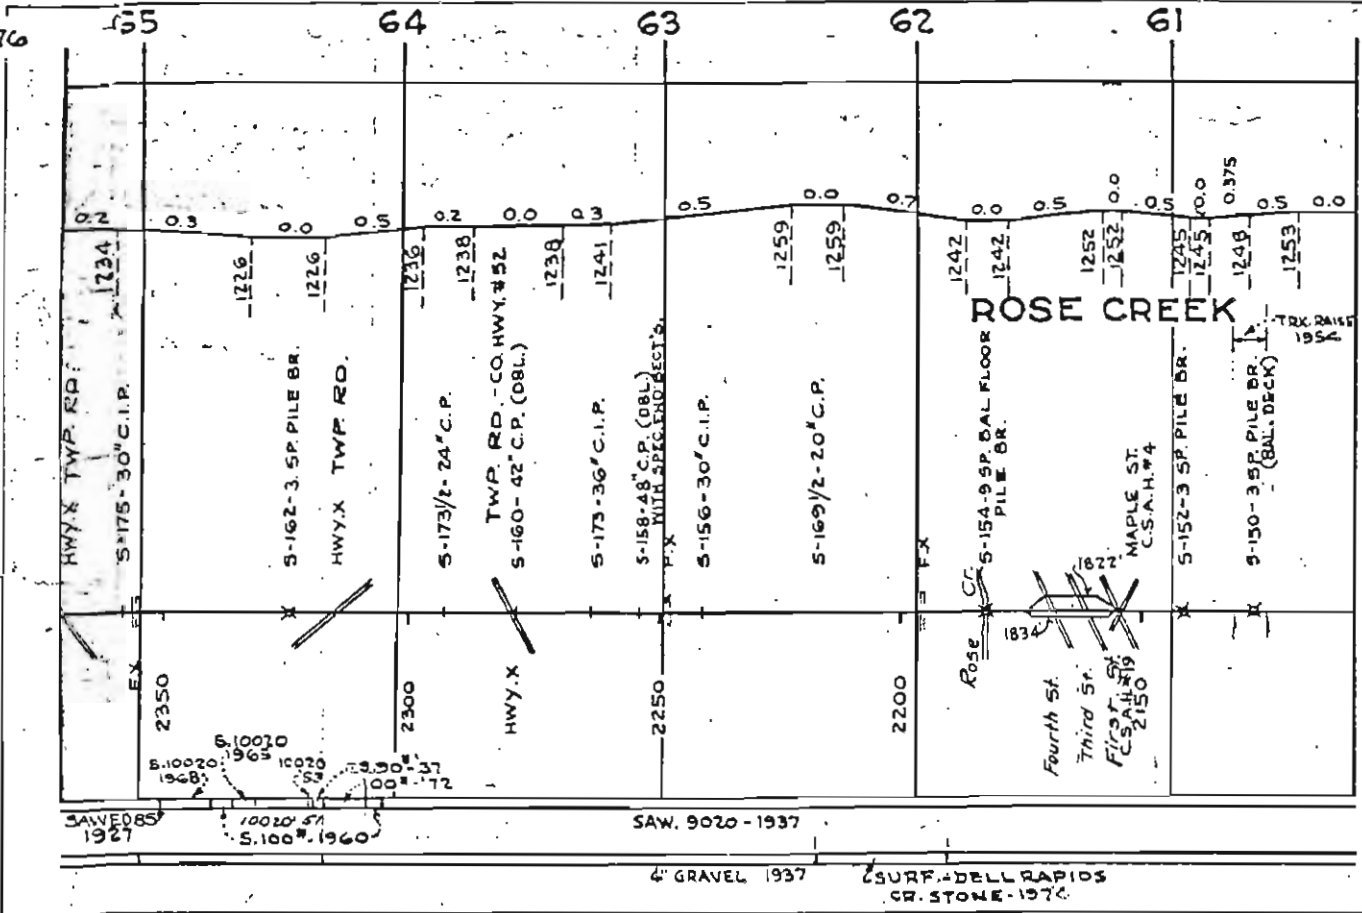 76
65
64
63
62
61
0.2
0.3
0.0
0.5
0.2
0.0
0.3
0.5
0.0
0.7
0.0
0.5
0.0
0.5
0.0
0.375
0.5
0.0
1234
1226
1226
1236
1238
1238
1241
1259
1259
1242
1242
1252
1252
1245
1245
1248
1253
ROSE CREEK
TRK. RAISE
1954
HWY.X TWP. RD.
S-175-30" C.I.P.
S-162-3 SP. PILE BR.
HWY.X TWP. RD.
S-173 1/2-24" C.P.
TWP. RD.-CO. HWY. #52
S-160-42" C.P. (DBL.)
S-173-36" C.I.P.
S-158-48" C.P. (DBL.)
WITH SPEC. END SECT'S.
S-156-30" C.I.P.
S-169 1/2-20" C.P.
S-154-9 SP. BAL FLOOR
PILE BR.
MAPLE ST.
C.S.A.H. #4
S-152-3 SP. PILE BR.
S-150-3 SP. PILE BR.
(BAL. DECK)
F.X
F.X
F.X
Rose Cr.
1822'
1834'
HWY.X
Fourth St.
Third St.
First St.
C.S.A.H. #19
2350
2300
2250
2200
2150
S.10020
1968
S.10020
1965
10020
53
S.90#-37
100#-'72
SAWED 85
1927
10020'
S.100#-1960
SAW. 9020-1937
4" GRAVEL 1937
SURF.-DELL RAPIDS
CR. STONE-197